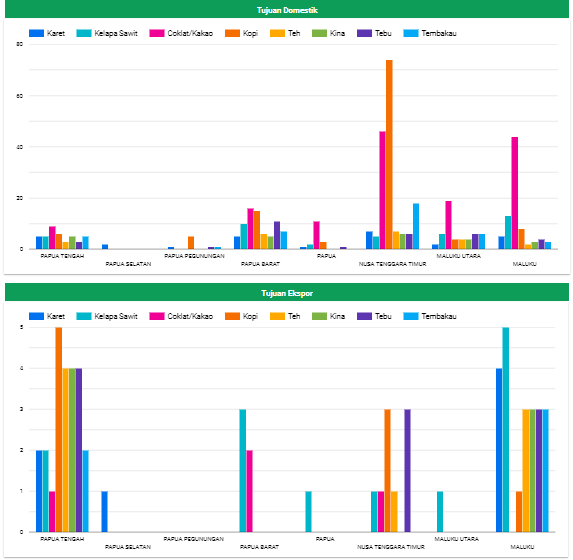 Tujuan Domestik
Karet Kelapa Sawit Coklat/Kakao Kopi Teh Kina Tebu Tembakau
80
60
40
20
0
PAPUA TENGAH PAPUA PEGUNUNGAN PAPUA MALUKU UTARA
PAPUA SELATAN PAPUA BARAT NUSA TENGGARA TIMUR MALUKU
Tujuan Ekspor
Karet Kelapa Sawit Coklat/Kakao Kopi Teh Kina Tebu Tembakau
5
4
3
2
1
0
PAPUA TENGAH PAPUA PEGUNUNGAN PAPUA MALUKU UTARA
PAPUA SELATAN PAPUA BARAT NUSA TENGGARA TIMUR MALUKU